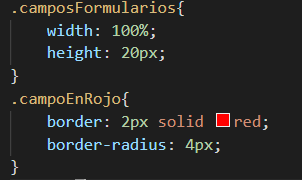 .camposFormularios{
    width: 100%;
    height: 20px;
}
.campoEnRojo{
    border: 2px solid red;
    border-radius: 4px;
}